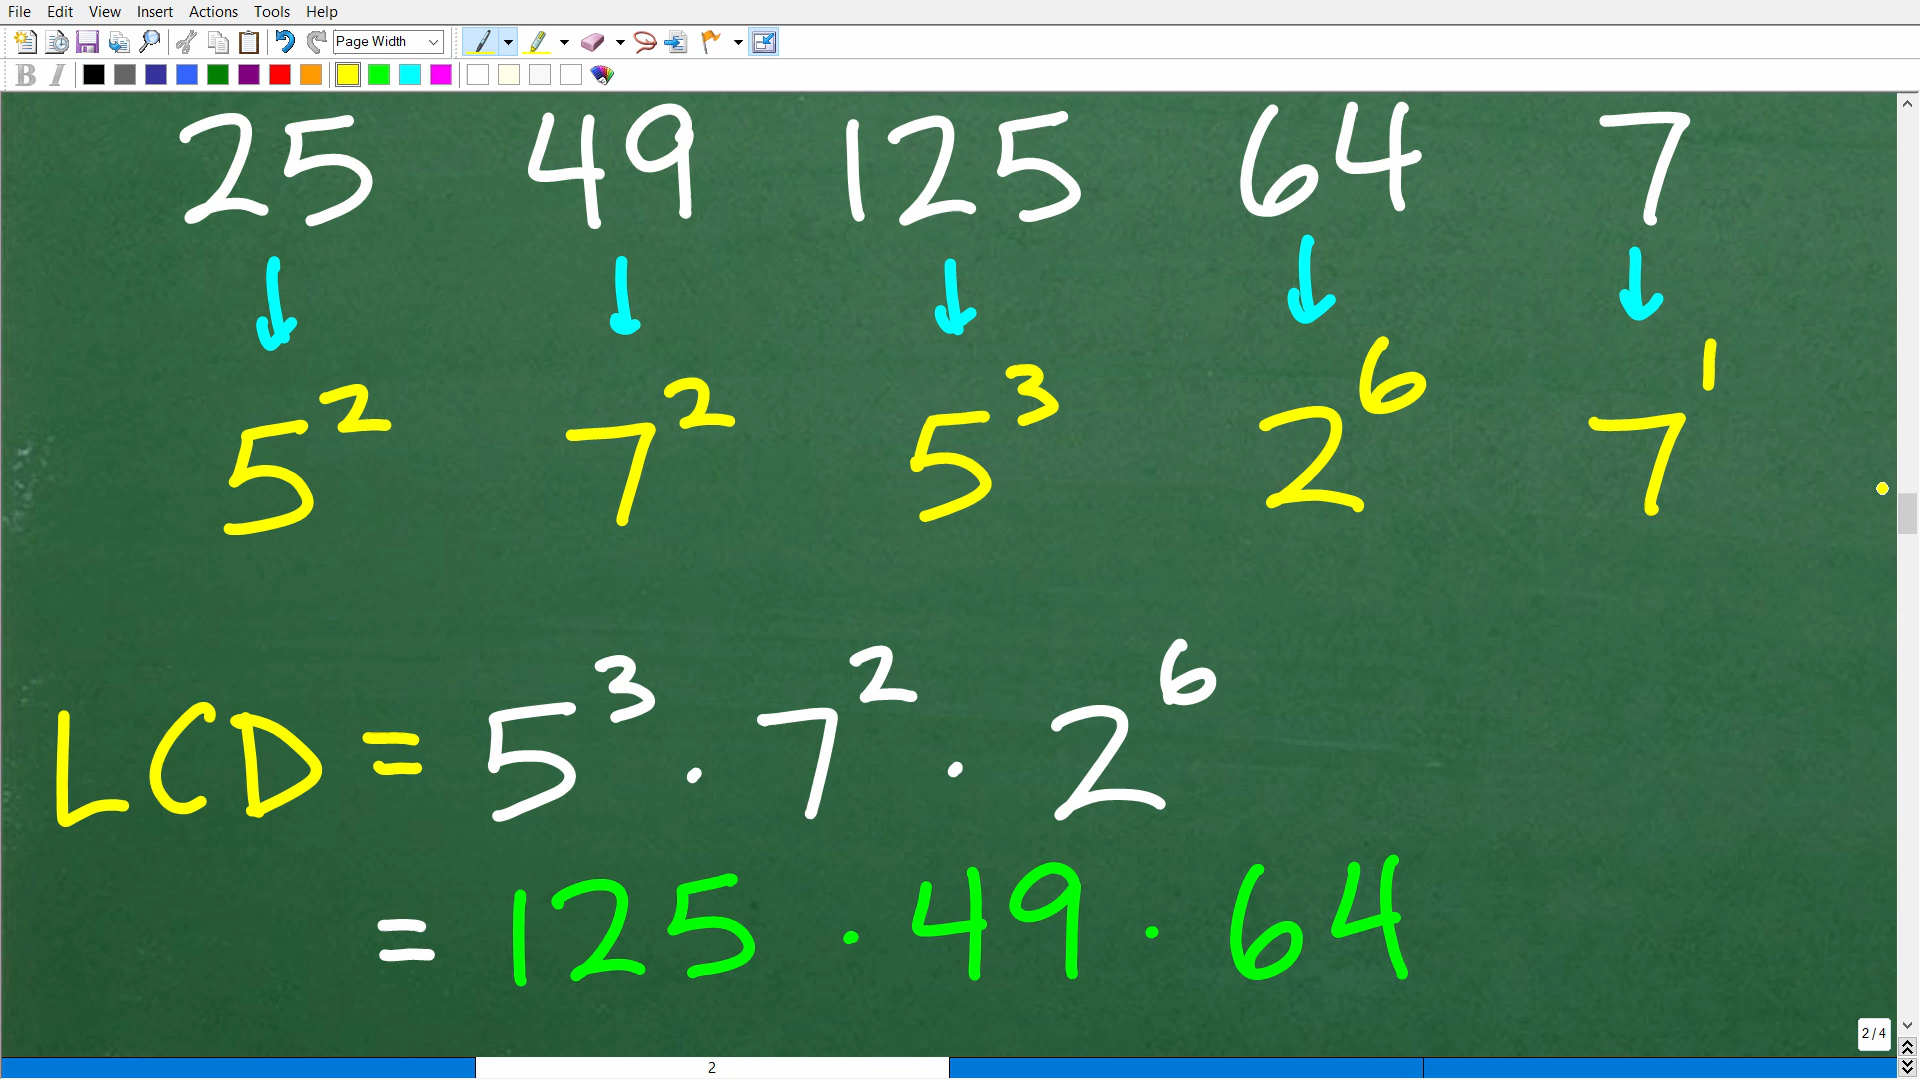 File Edit View Insert Actions Tools Help
Page Width
B I
25 49 125 64 7
5² 7² 5³ 2⁶ 7¹
LCD = 5³ · 7² · 2⁶
= 125 · 49 · 64
2 / 4
2